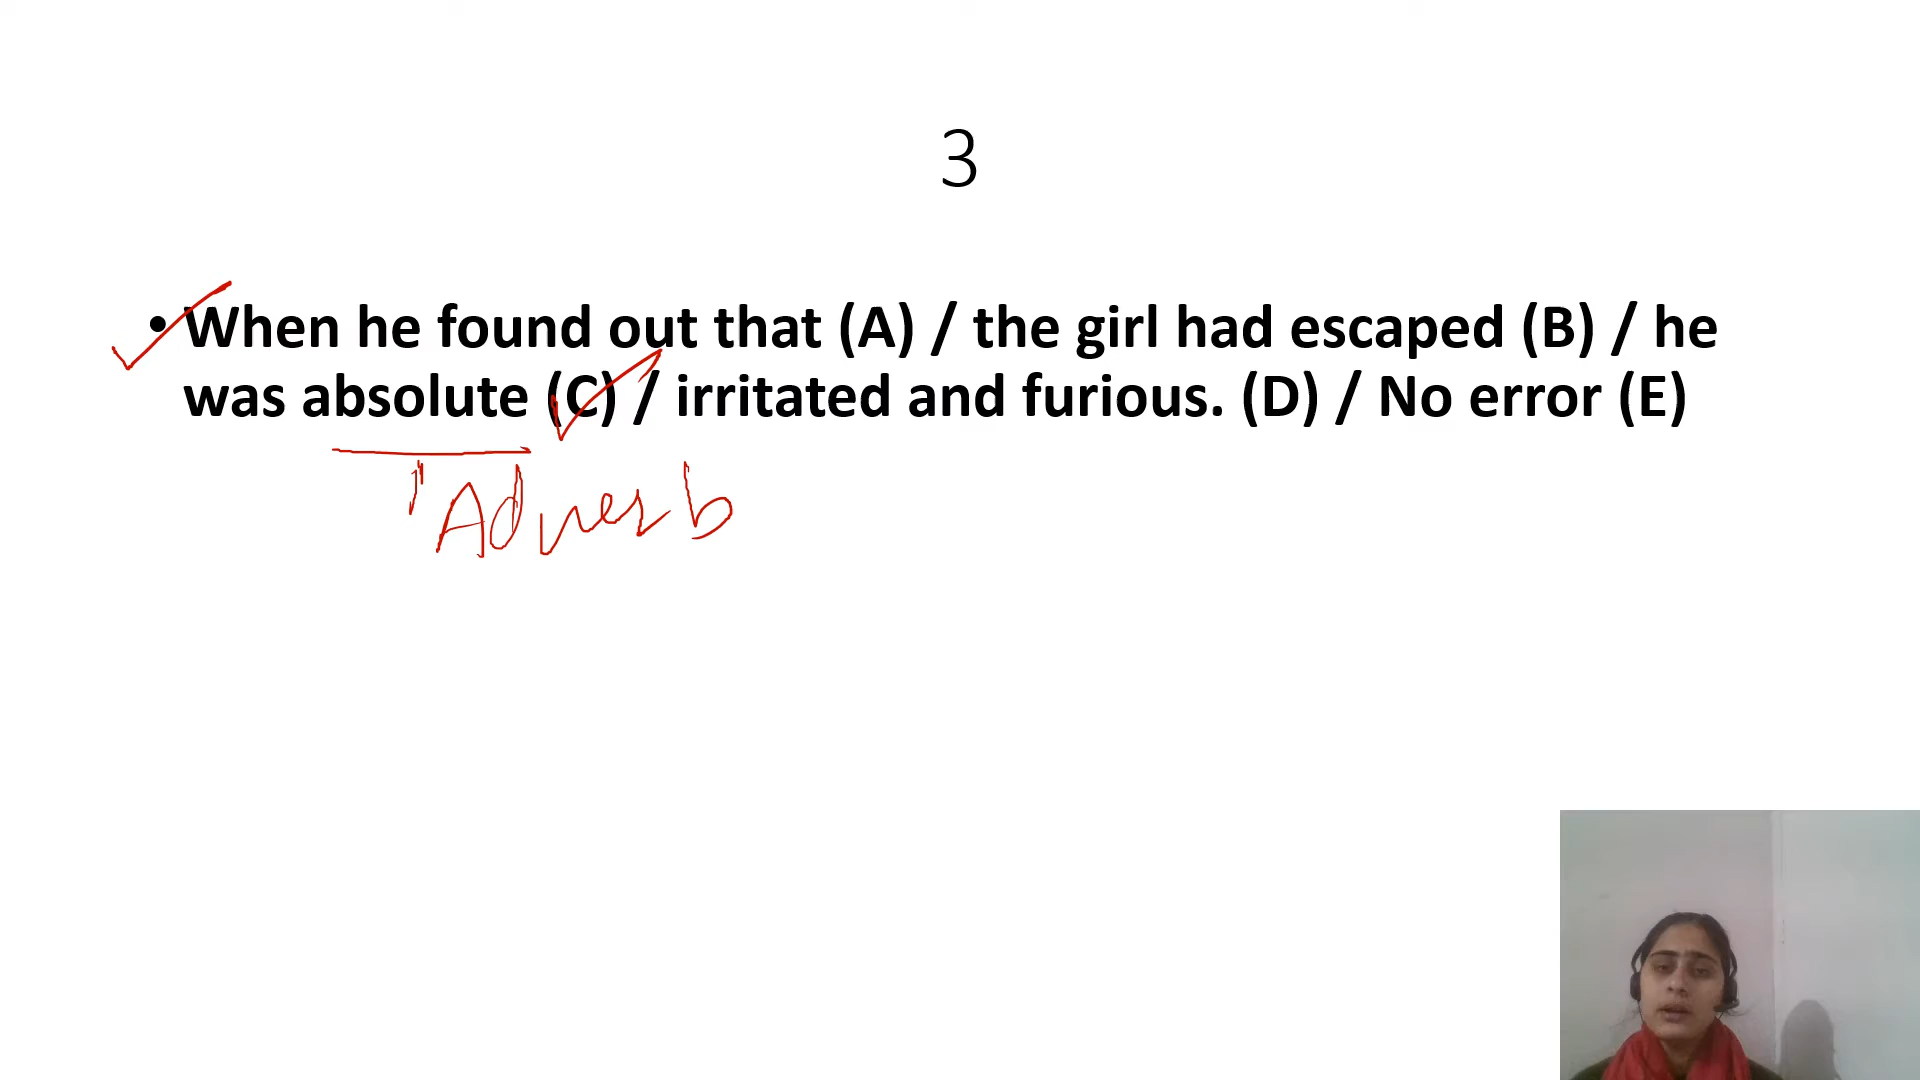 3
• When he found out that (A) / the girl had escaped (B) / he
was absolute (C) / irritated and furious. (D) / No error (E)
Adverb